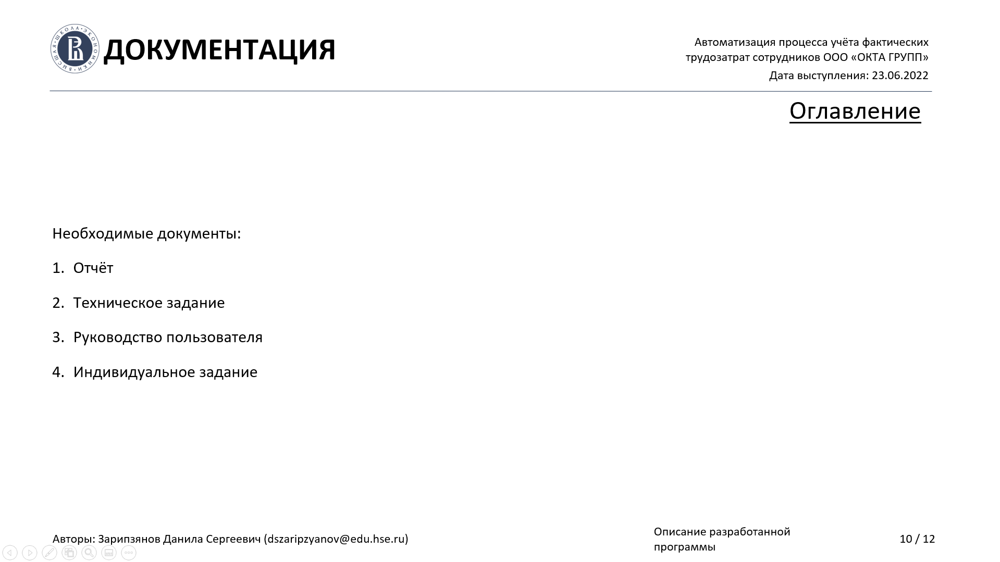 ВЫСШАЯ ШКОЛА ЭКОНОМИКИ
ДОКУМЕНТАЦИЯ
Автоматизация процесса учёта фактических
трудозатрат сотрудников ООО «ОКТА ГРУПП»
Дата выступления: 23.06.2022
Оглавление
Необходимые документы:
1. Отчёт
2. Техническое задание
3. Руководство пользователя
4. Индивидуальное задание
Авторы: Зарипзянов Данила Сергеевич (dszaripzyanov@edu.hse.ru)
Описание разработанной
программы
10 / 12